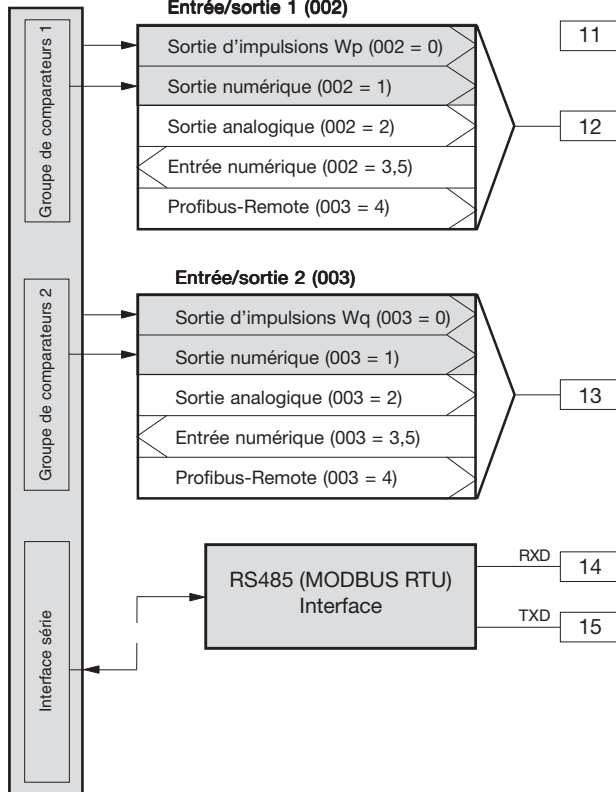 Entrée/sortie 1 (002)
Groupe de comparateurs 1
Sortie d'impulsions Wp (002 = 0)
Sortie numérique (002 = 1)
Sortie analogique (002 = 2)
Entrée numérique (002 = 3,5)
Profibus-Remote (003 = 4)
11
12
Entrée/sortie 2 (003)
Groupe de comparateurs 2
Sortie d'impulsions Wq (003 = 0)
Sortie numérique (003 = 1)
Sortie analogique (003 = 2)
Entrée numérique (003 = 3,5)
Profibus-Remote (003 = 4)
13
Interface série
RS485 (MODBUS RTU)
Interface
RXD
14
TXD
15